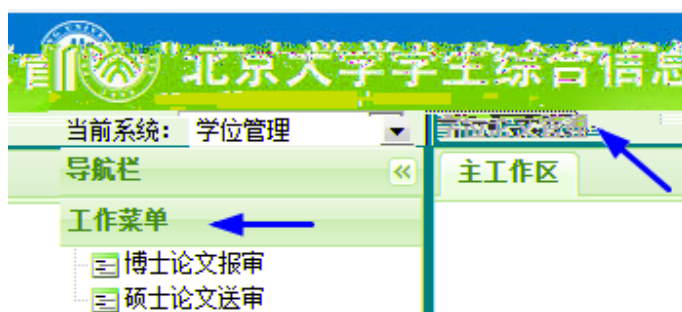 北京大学学生综合信息
当前系统： 学位管理
导航栏
主工作区
工作菜单
博士论文报审
硕士论文送审